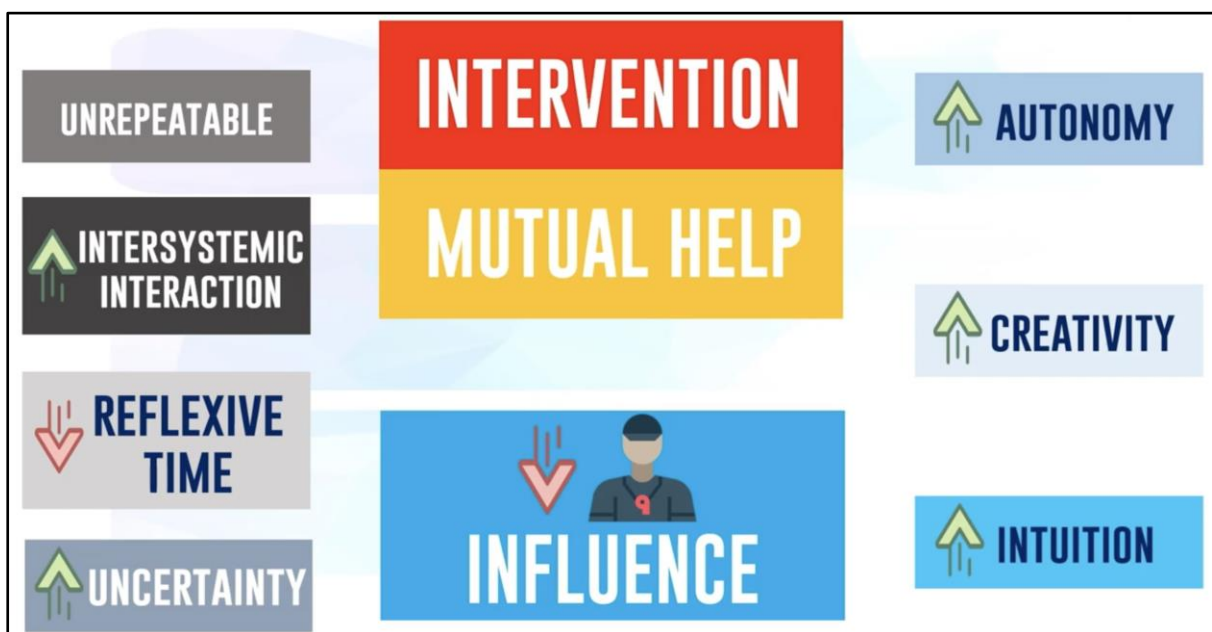 UNREPEATABLE
INTERSYSTEMIC
INTERACTION
REFLEXIVE
TIME
UNCERTAINTY
INTERVENTION
MUTUAL HELP
INFLUENCE
AUTONOMY
CREATIVITY
INTUITION